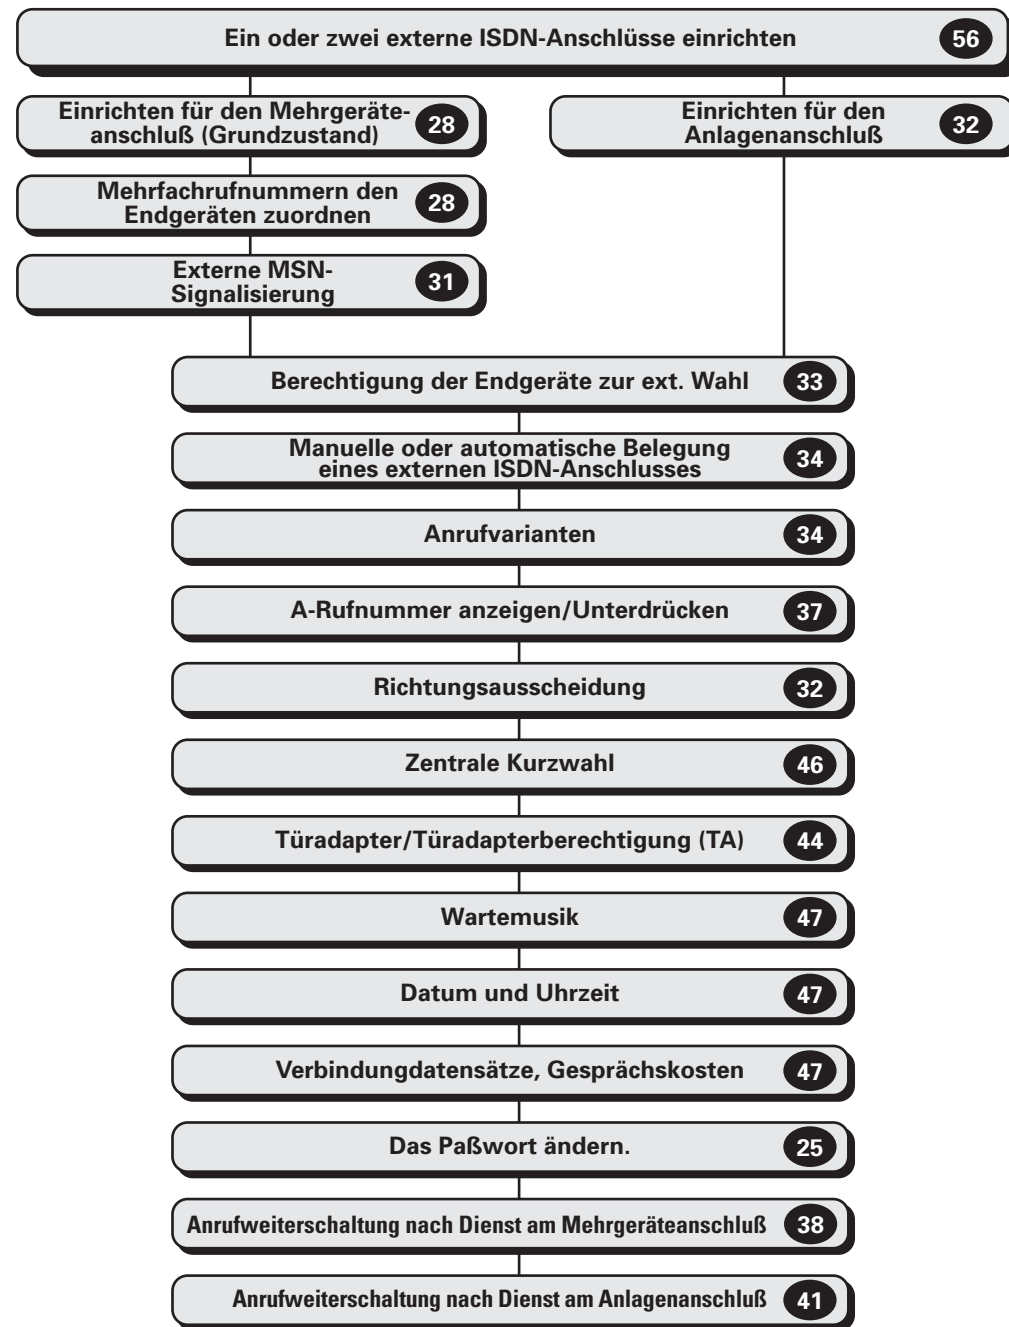 Ein oder zwei externe ISDN-Anschlüsse einrichten 56
Einrichten für den Mehrgeräte-
anschluß (Grundzustand) 28
Einrichten für den
Anlagenanschluß 32
Mehrfachrufnummern den
Endgeräten zuordnen 28
Externe MSN-
Signalisierung 31
Berechtigung der Endgeräte zur ext. Wahl 33
Manuelle oder automatische Belegung
eines externen ISDN-Anschlusses 34
Anrufvarianten 34
A-Rufnummer anzeigen/Unterdrücken 37
Richtungsausscheidung 32
Zentrale Kurzwahl 46
Türadapter/Türadapterberechtigung (TA) 44
Wartemusik 47
Datum und Uhrzeit 47
Verbindungdatensätze, Gesprächskosten 47
Das Paßwort ändern. 25
Anrufweiterschaltung nach Dienst am Mehrgeräteanschluß 38
Anrufweiterschaltung nach Dienst am Anlagenanschluß 41